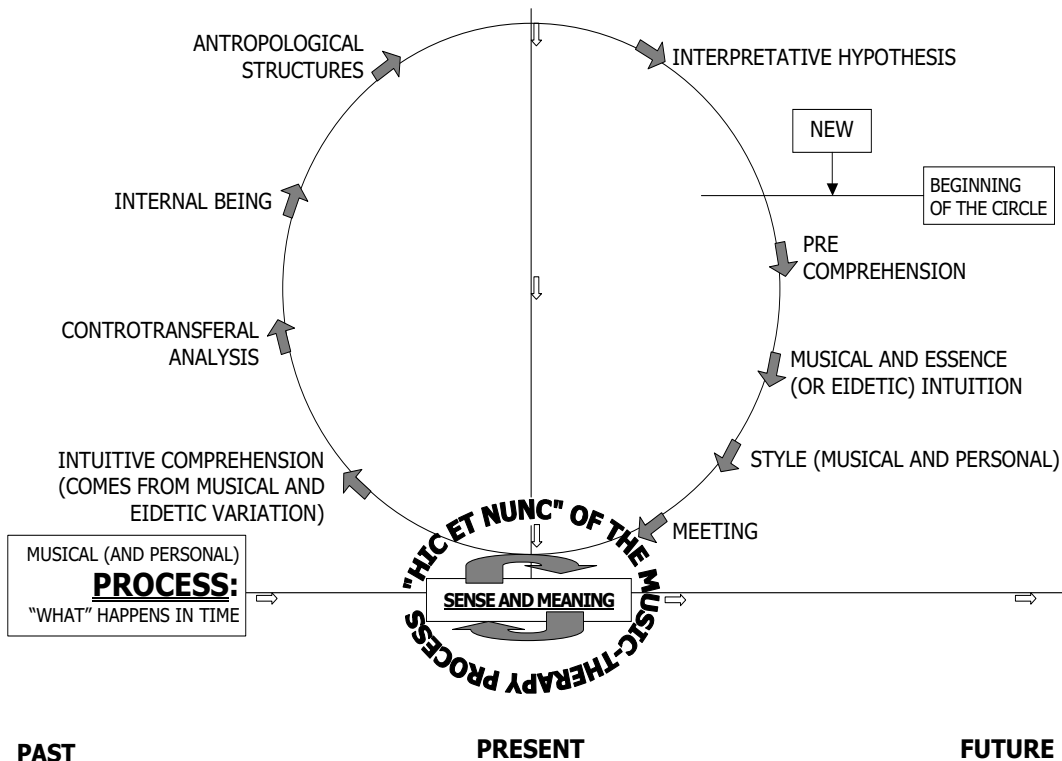 ANTROPOLOGICAL
STRUCTURES
INTERPRETATIVE HYPOTHESIS
NEW
BEGINNING
OF THE CIRCLE
INTERNAL BEING
PRE
COMPREHENSION
CONTROTRANSFERAL
ANALYSIS
MUSICAL AND ESSENCE
(OR EIDETIC) INTUITION
INTUITIVE COMPREHENSION
(COMES FROM MUSICAL AND
EIDETIC VARIATION)
STYLE (MUSICAL AND PERSONAL)
MEETING
MUSICAL (AND PERSONAL)
PROCESS:
“WHAT” HAPPENS IN TIME
"HIC ET NUNC" OF THE MUSIC-THERAPY PROCESS
SENSE AND MEANING
PAST
PRESENT
FUTURE